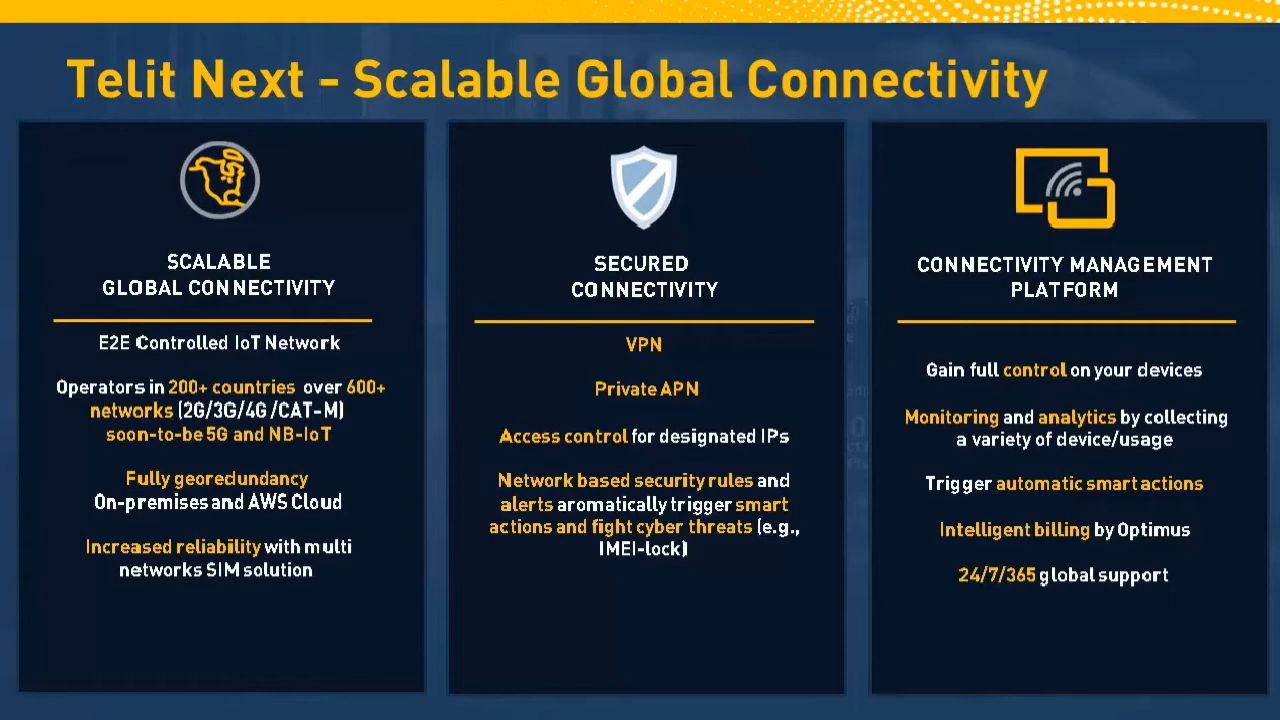 Telit Next - Scalable Global Connectivity
SCALABLE
GLOBAL CONNECTIVITY
E2E Controlled IoT Network
Operators in 200+ countries over 600+
networks (2G/3G/4G/CAT-M)
soon-to-be 5G and NB-IoT
Fully georedundancy
On-premises and AWS Cloud
Increased reliability with multi
networks SIM solution
SECURED
CONNECTIVITY
VPN
Private APN
Access control for designated IPs
Network based security rules and
alerts aromatically trigger smart
actions and fight cyber threats (e.g.,
IMEI-lock)
CONNECTIVITY MANAGEMENT
PLATFORM
Gain full control on your devices
Monitoring and analytics by collecting
a variety of device/usage
Trigger automatic smart actions
Intelligent billing by Optimus
24/7/365 global support